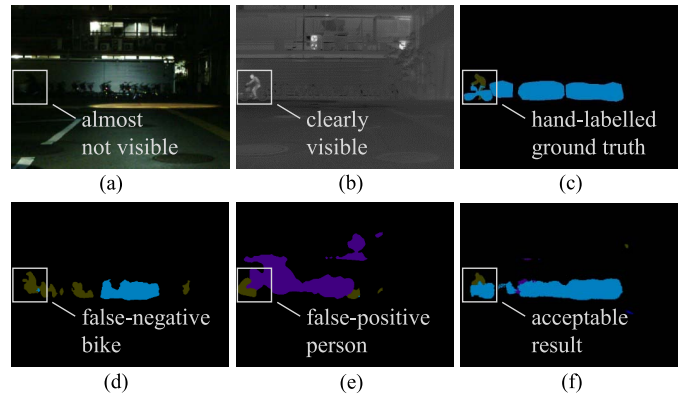 almost
not visible
clearly
visible
hand-labelled
ground truth
(a)
(b)
(c)
false-negative
bike
false-positive
person
acceptable
result
(d)
(e)
(f)